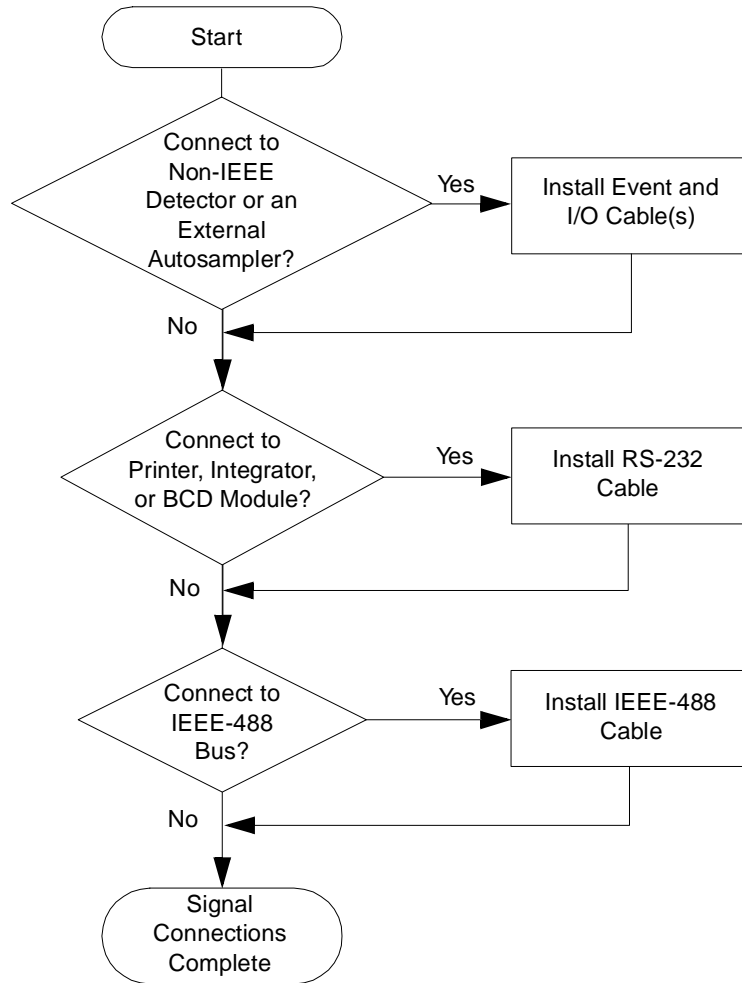 Start
Connect to
Non-IEEE
Detector or an
External
Autosampler?
Yes
Install Event and
I/O Cable(s)
No
Connect to
Printer, Integrator,
or BCD Module?
Yes
Install RS-232
Cable
No
Connect to
IEEE-488
Bus?
Yes
Install IEEE-488
Cable
No
Signal
Connections
Complete